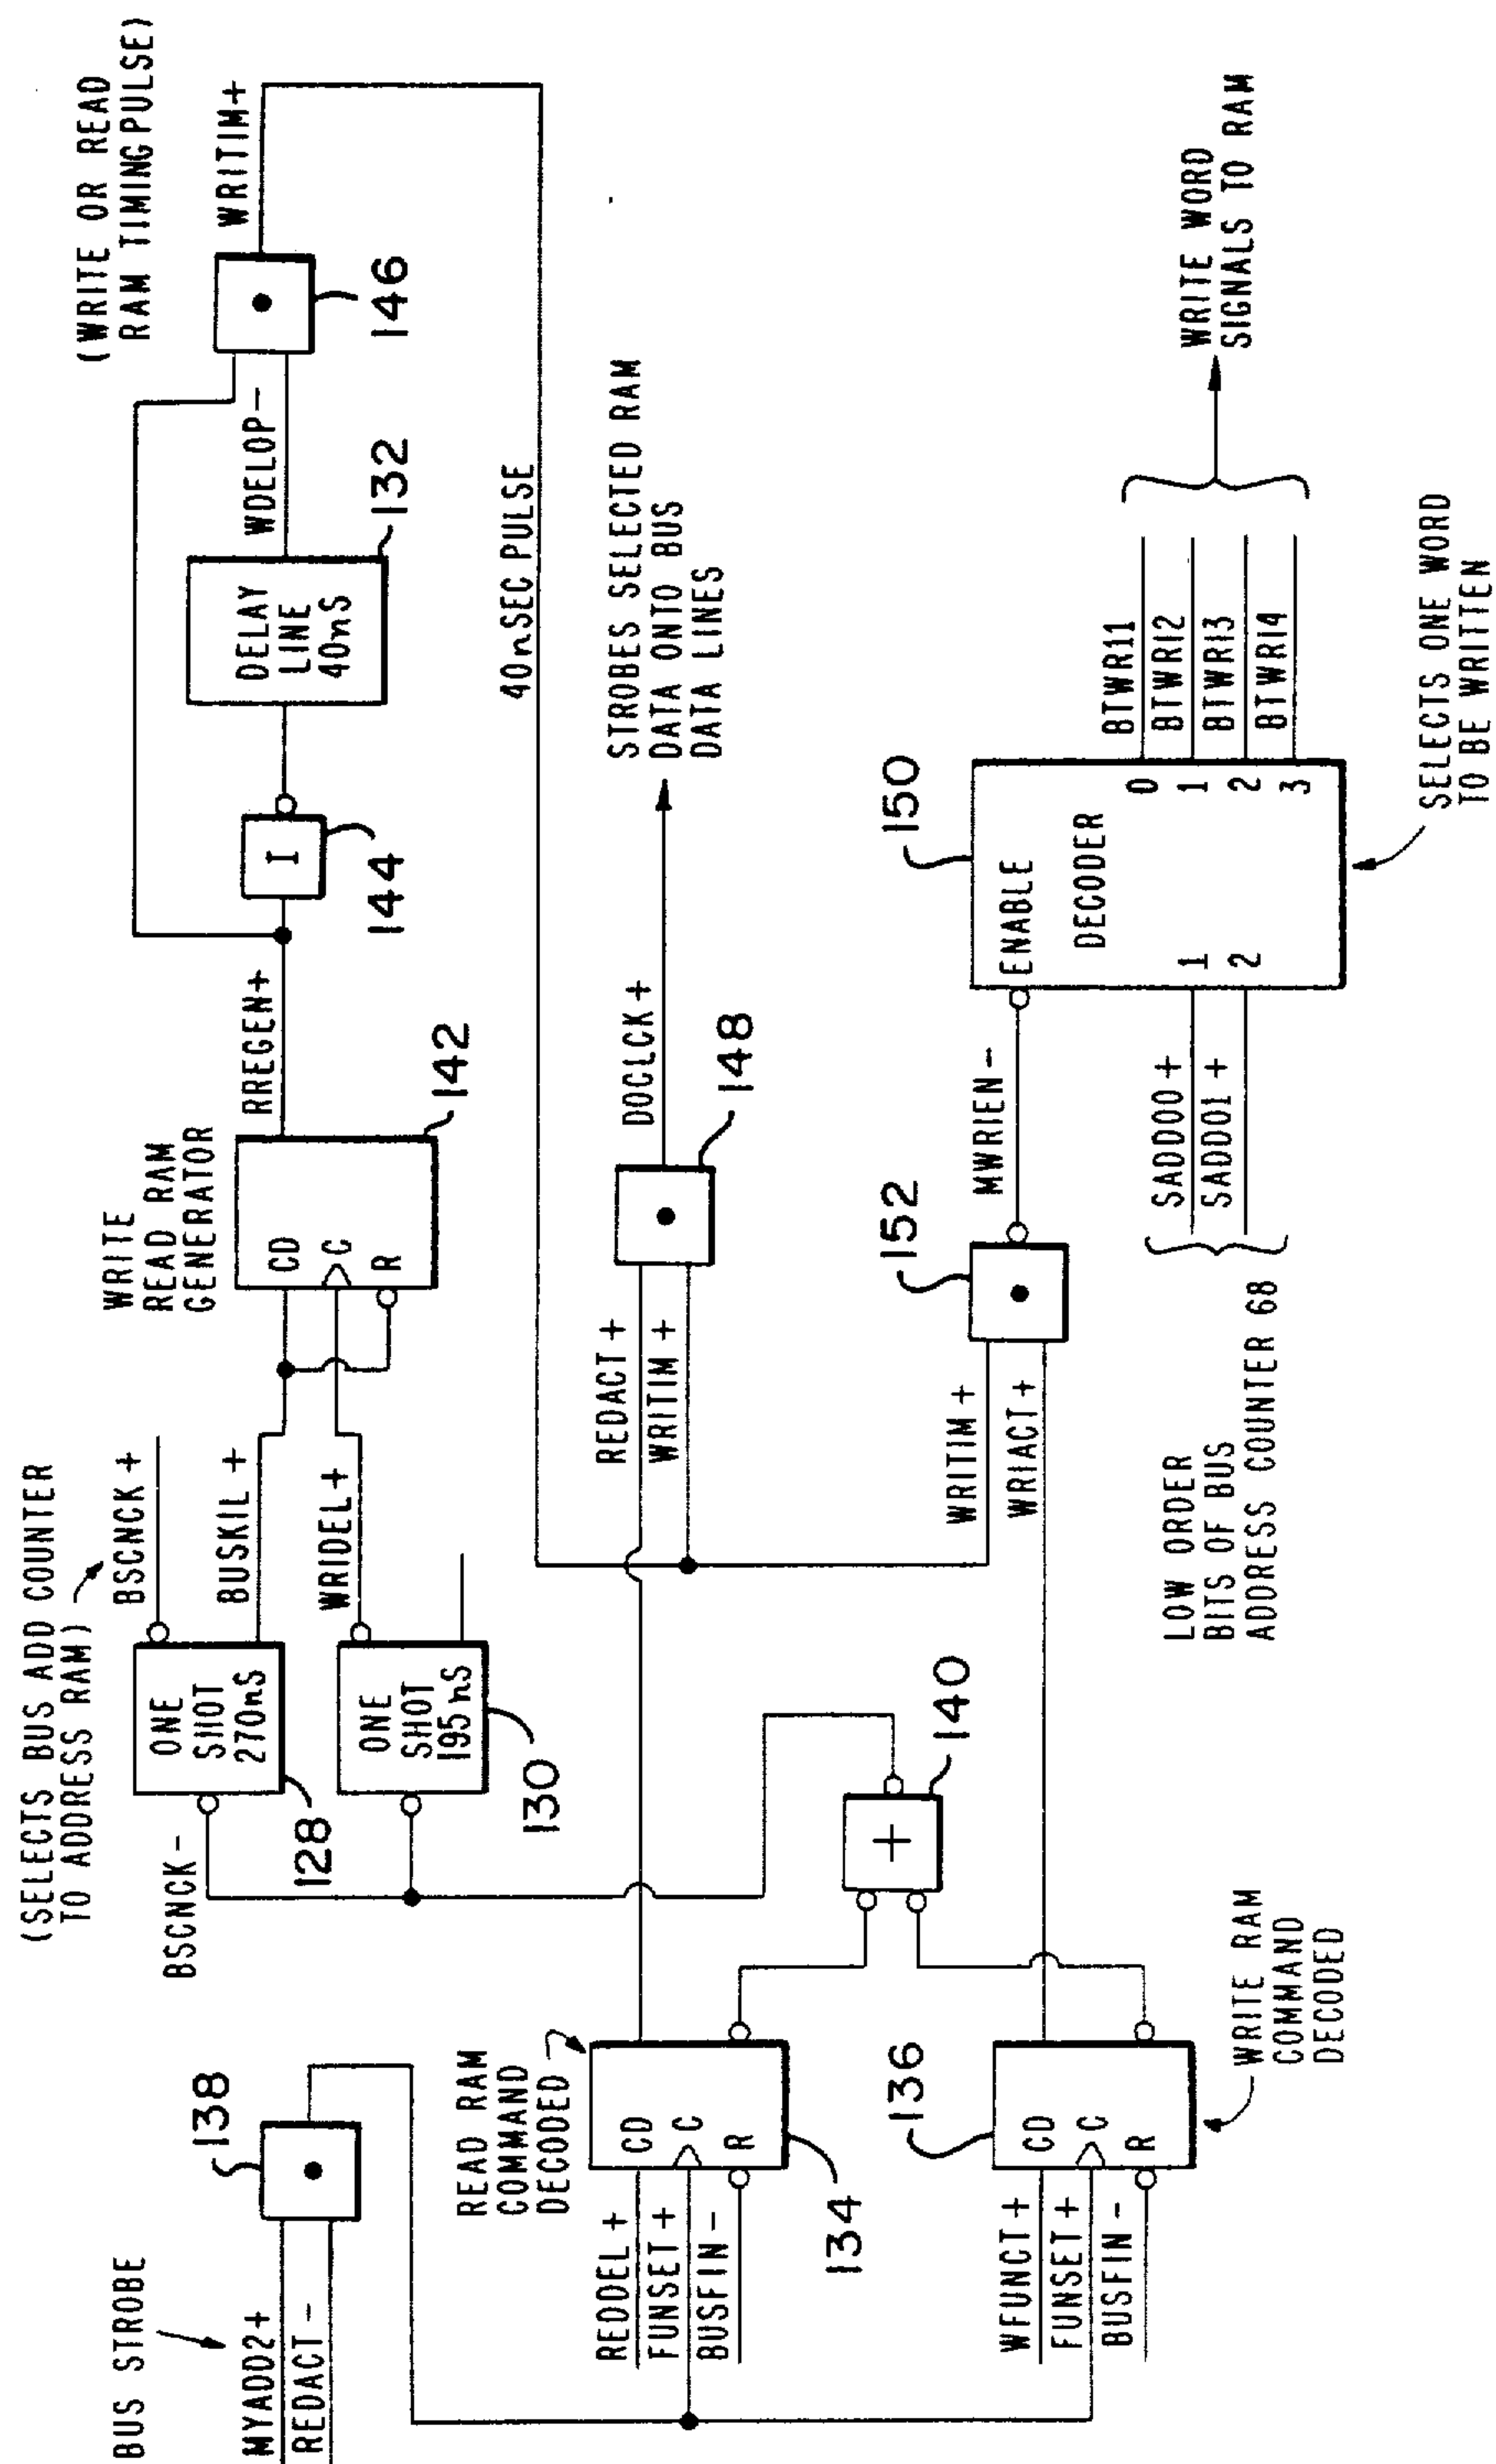 BUS STROBE
MYADD2+
REDACT-
138
(SELECTS BUS ADD COUNTER
TO ADDRESS RAM)
BSCNCK-
ONE
SHOT
270nS
128
BSCNCK+
BUSKIL+
ONE
SHOT
195nS
130
WRIDEL+
WRITE
READ RAM
GENERATOR
CD
C
R
142
RREGEN+
I
144
DELAY
LINE
40nS
132
WDELOP-
146
(WRITE OR READ
RAM TIMING PULSE)
WRITIM+
40nSEC PULSE
READ RAM
COMMAND
DECODED
REDDEL+
FUNSET+
BUSFIN-
CD
C
R
134
+
140
REDACT+
WRITIM+
148
DOCLCK+
STROBES SELECTED RAM
DATA ONTO BUS
DATA LINES
WFUNCT+
FUNSET+
BUSFIN-
136
CD
C
R
WRITE RAM
COMMAND
DECODED
WRITIM+
WRIACT+
152
MWRIEN-
LOW ORDER
BITS OF BUS
ADDRESS COUNTER 68
SADD00+
SADD01+
150
ENABLE
DECODER
1
2
0
1
2
3
BTWR11
BTWRI2
BTWRI3
BTWRI4
WRITE WORD
SIGNALS TO RAM
SELECTS ONE WORD
TO BE WRITTEN